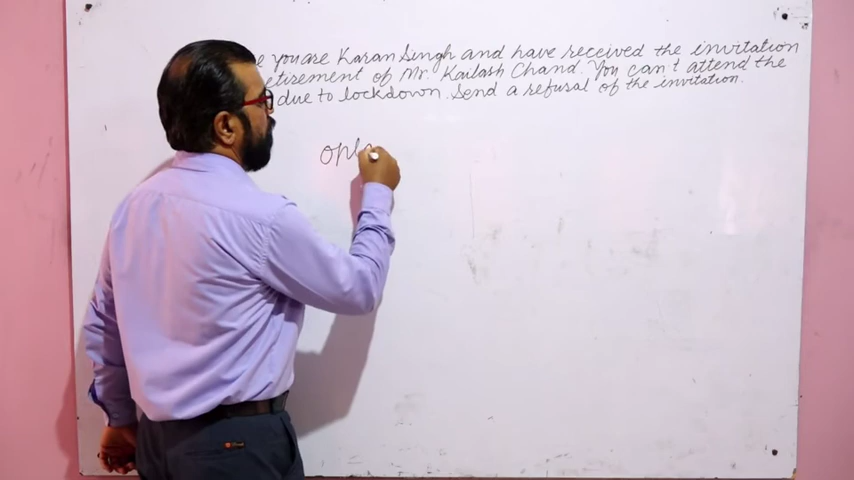 e you are Karan Singh and have received the invitation
etirement of Mr. Kailash Chand. You can't attend the
due to lockdown. Send a refusal of the invitation.
ople